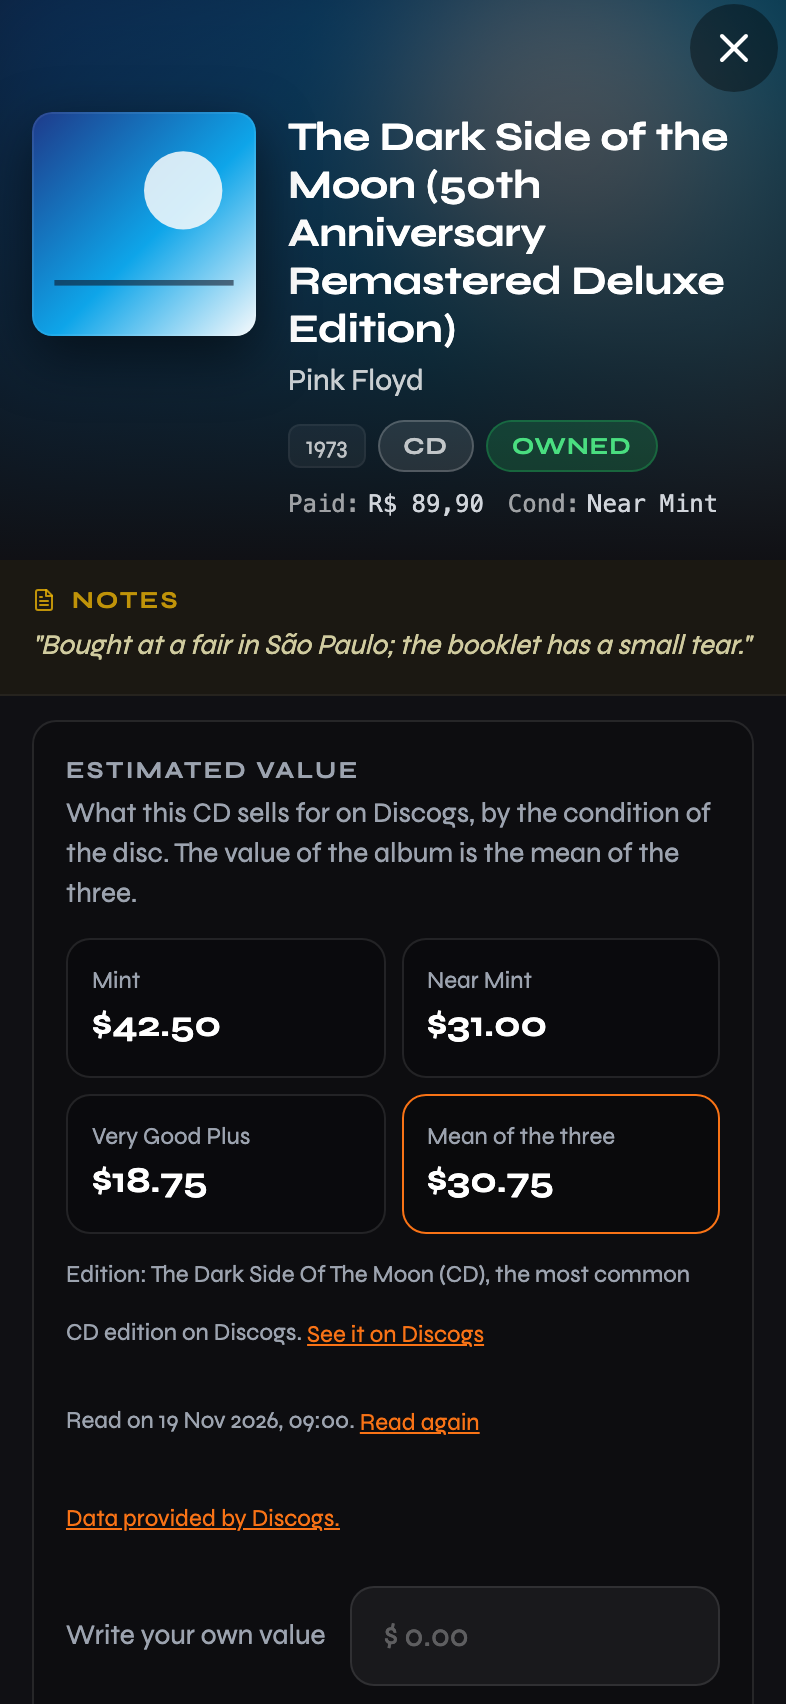 The Dark Side of the
Moon (50th
Anniversary
Remastered Deluxe
Edition)
Pink Floyd
1973 CD OWNED
Paid: R$ 89,90 Cond: Near Mint
NOTES
"Bought at a fair in São Paulo; the booklet has a small tear."
ESTIMATED VALUE
What this CD sells for on Discogs, by the condition of
the disc. The value of the album is the mean of the
three.
Mint
$42.50
Near Mint
$31.00
Very Good Plus
$18.75
Mean of the three
$30.75
Edition: The Dark Side Of The Moon (CD), the most common
CD edition on Discogs. See it on Discogs
Read on 19 Nov 2026, 09:00. Read again
Data provided by Discogs.
Write your own value $ 0.00